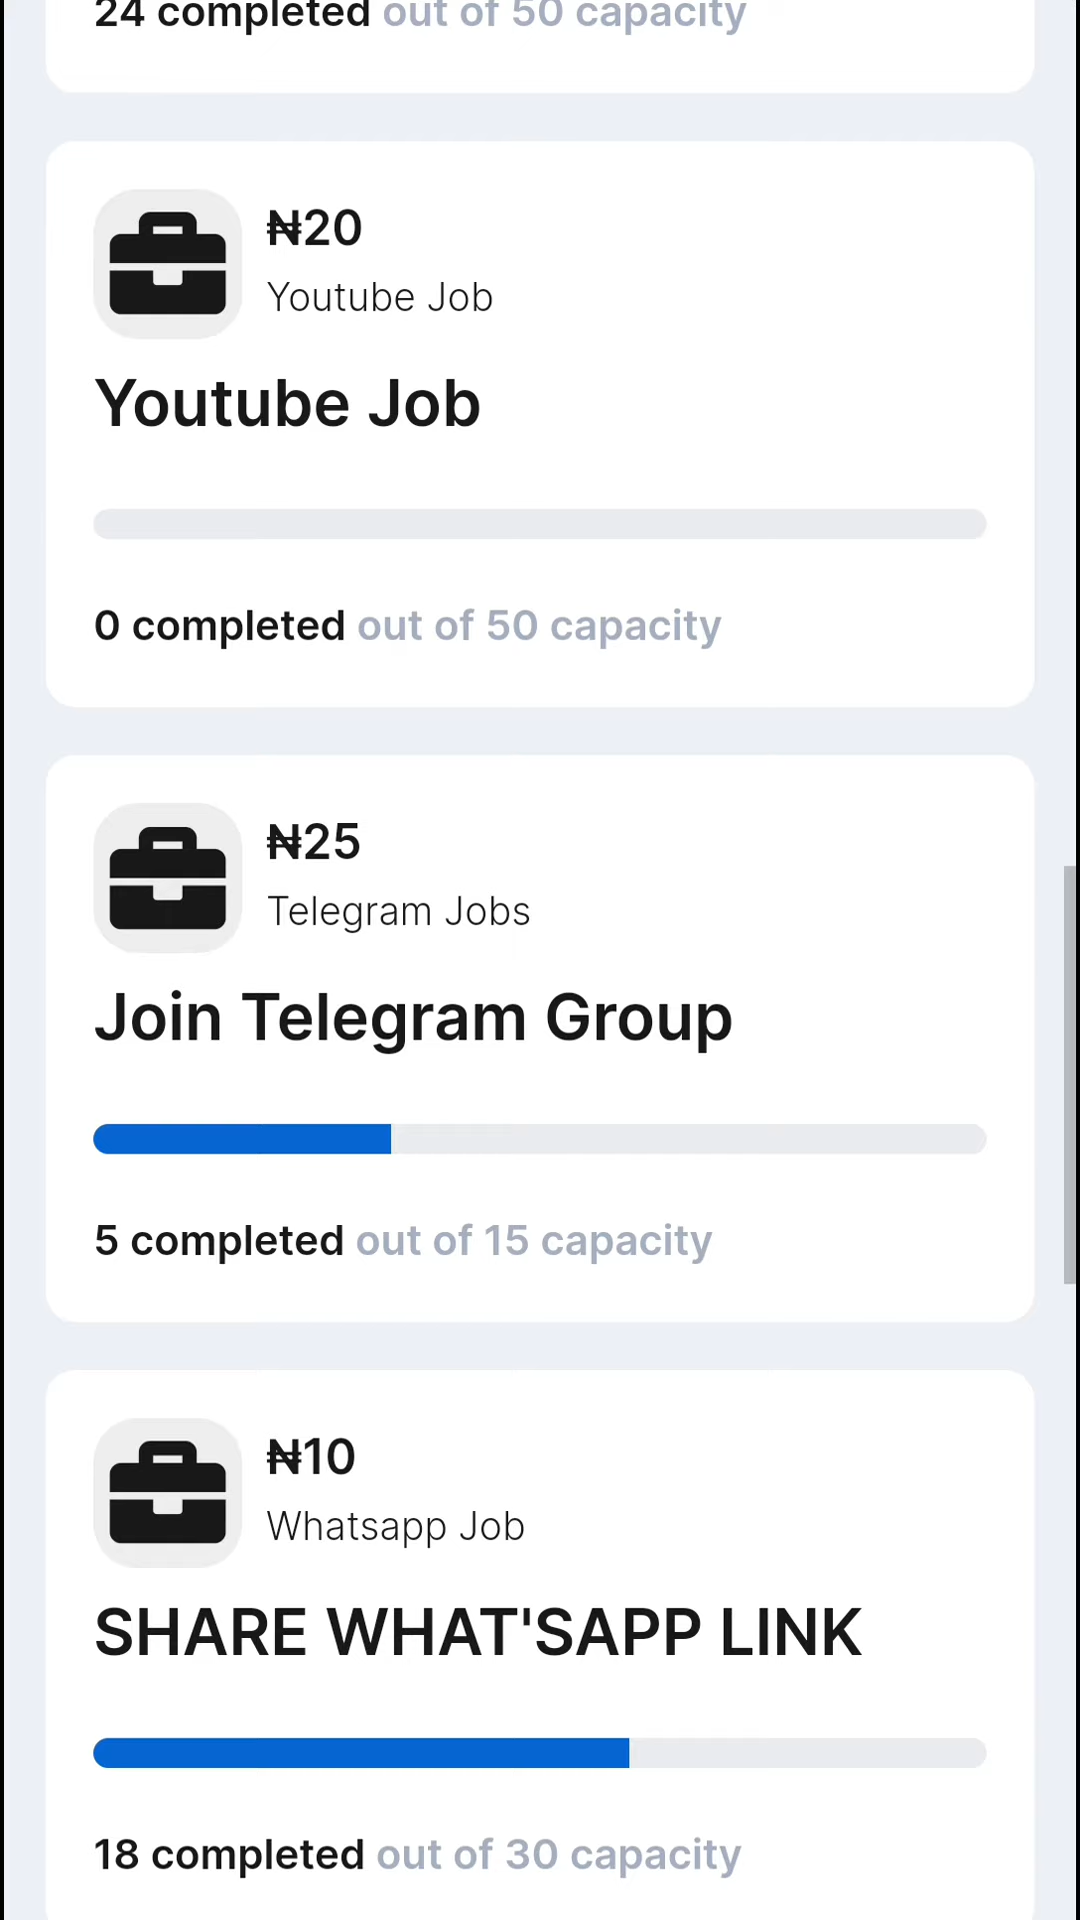 24 completed out of 50 capacity
₦20
Youtube Job
Youtube Job
0 completed out of 50 capacity
₦25
Telegram Jobs
Join Telegram Group
5 completed out of 15 capacity
₦10
Whatsapp Job
SHARE WHAT'SAPP LINK
18 completed out of 30 capacity